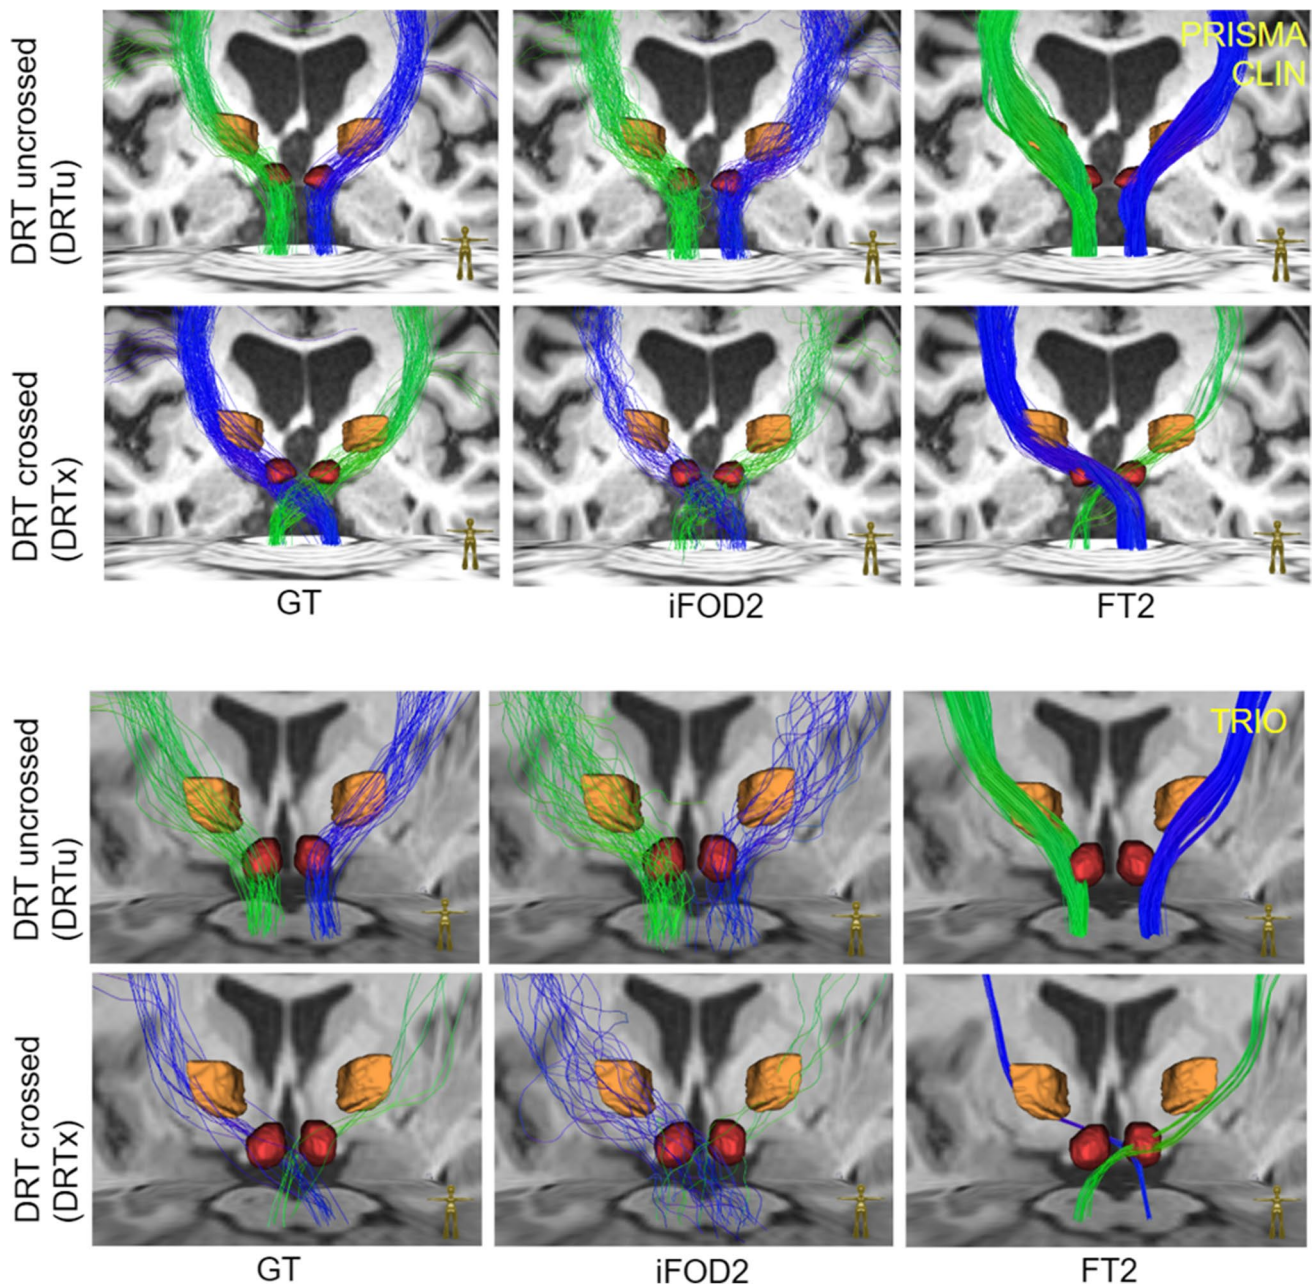 DRT uncrossed
(DRTu)
PRISMA
CLIN
DRT crossed
(DRTx)
GT
iFOD2
FT2
DRT uncrossed
(DRTu)
TRIO
DRT crossed
(DRTx)
GT
iFOD2
FT2